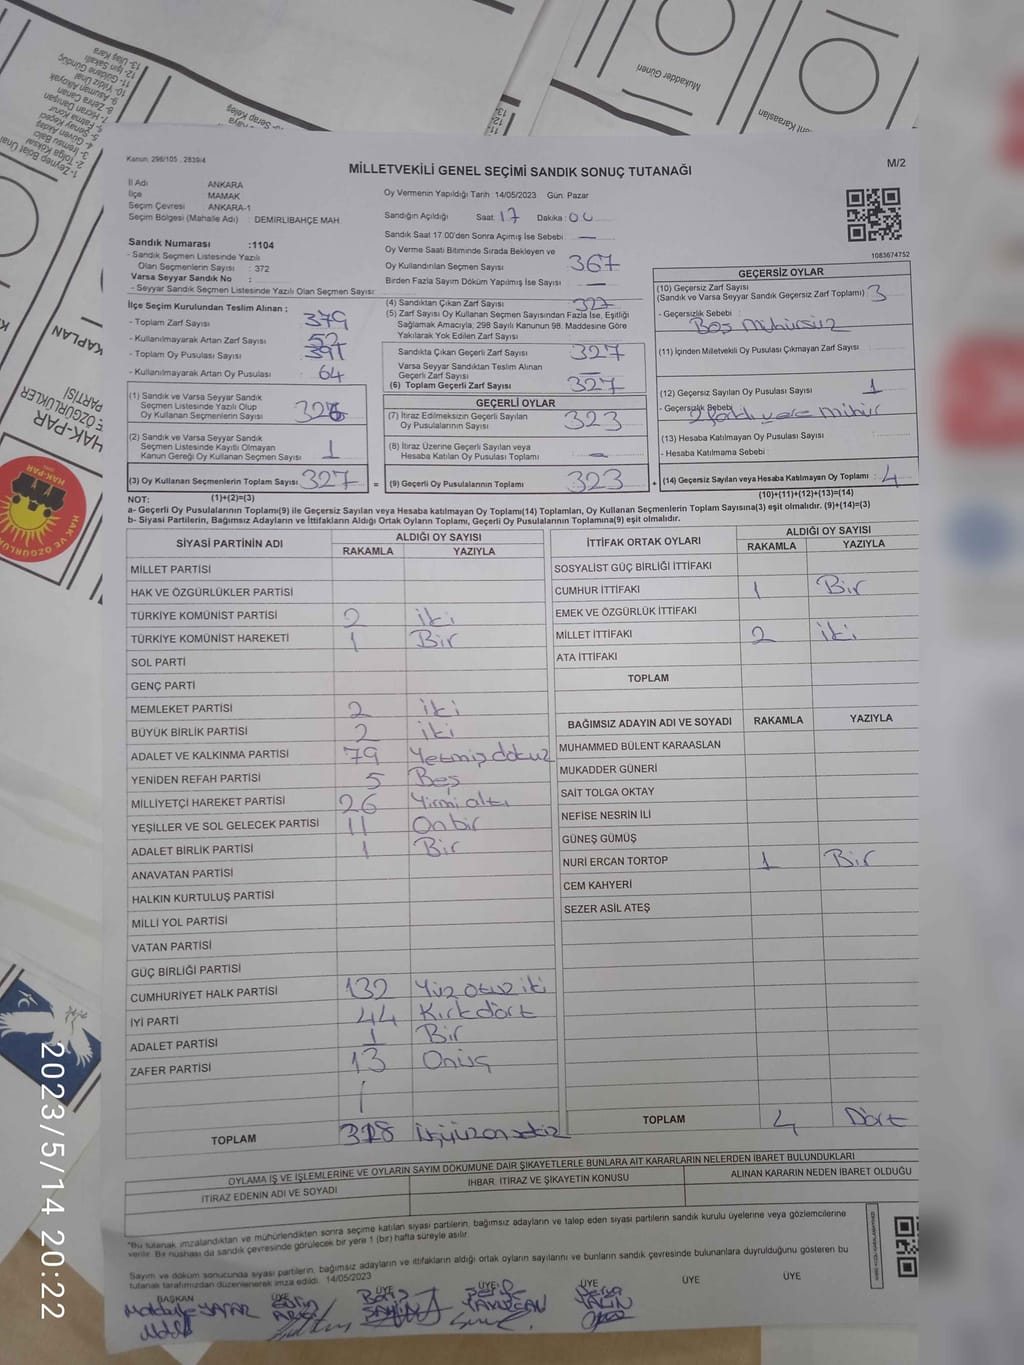 Kanun: 298/105 , 2839/4
M/2
MİLLETVEKİLİ GENEL SEÇİMİ SANDIK SONUÇ TUTANAĞI
İl Adı ANKARA
İlçe : MAMAK
Seçim Çevresi : ANKARA-1
Seçim Bölgesi (Mahalle Adı) : DEMİRLİBAHÇE MAH
Oy Vermenin Yapıldığı Tarih 14/05/2023 Gün: Pazar
Sandığın Açıldığı Saat: 17 Dakika: 00
Sandık Saat 17.00'den Sonra Açımış İse Sebebi: —
Oy Verme Saati Bitiminde Sırada Bekleyen ve
Oy Kullandırılan Seçmen Sayısı 367
Birden Fazla Sayım Döküm Yapılmış İse Sayısı —
Sandık Numarası :1104
- Sandık Seçmen Listesinde Yazılı
Olan Seçmenlerin Sayısı : 372
Varsa Seyyar Sandık No :
- Seyyar Sandık Seçmen Listesinde Yazılı Olan Seçmen Sayısı:
1083674752
İlçe Seçim Kurulundan Teslim Alınan :
- Toplam Zarf Sayısı 379
- Kullanılmayarak Artan Zarf Sayısı : 52
- Toplam Oy Pusulası Sayısı 391
- Kullanılmayarak Artan Oy Pusulası : 64
(1) Sandık ve Varsa Seyyar Sandık
Seçmen Listesinde Yazılı Olup
Oy Kullanan Seçmenlerin Sayısı 326
(2) Sandık ve Varsa Seyyar Sandık
Seçmen Listesinde Kayıtlı Olmayan
Kanun Gereği Oy Kullanan Seçmen Sayısı 1
(3) Oy Kullanan Seçmenlerin Toplam Sayısı 327
(4) Sandıktan Çıkan Zarf Sayısı 327
(5) Zarf Sayısı Oy Kullanan Seçmen Sayısından Fazla İse, Eşitliği
Sağlamak Amacıyla; 298 Sayılı Kanunun 98. Maddesine Göre
Yakılarak Yok Edilen Zarf Sayısı
Sandıkta Çıkan Geçerli Zarf Sayısı 327
Varsa Seyyar Sandıktan Teslim Alınan
Geçerli Zarf Sayısı —
(6) Toplam Geçerli Zarf Sayısı 327
GEÇERLİ OYLAR
(7) İtiraz Edilmeksizin Geçerli Sayılan
Oy Pusulalarının Sayısı 323
(8) İtiraz Üzerine Geçerli Sayılan veya
Hesaba Katılan Oy Pusulası Toplamı —
= (9) Geçerli Oy Pusulalarının Toplamı 323
GEÇERSİZ OYLAR
(10) Geçersiz Zarf Sayısı
(Sandık ve Varsa Seyyar Sandık Geçersiz Zarf Toplamı) 3
- Geçersizlik Sebebi :
Boş Mühürsüz
(11) İçinden Milletvekili Oy Pusulası Çıkmayan Zarf Sayısı
(12) Geçersiz Sayılan Oy Pusulası Sayısı 1
- Geçersizlik Sebebi
2 farklı yere mühür
(13) Hesaba Katılmayan Oy Pusulası Sayısı
- Hesaba Katılmama Sebebi
+ (14) Geçersiz Sayılan veya Hesaba Katılmayan Oy Toplamı : 4
(10)+(11)+(12)+(13)=(14)
NOT: (1)+(2)=(3)
a- Geçerli Oy Pusulalarının Toplamı(9) ile Geçersiz Sayılan veya Hesaba katılmayan Oy Toplamı(14) Toplamları, Oy Kullanan Seçmenlerin Toplam Sayısına(3) eşit olmalıdır. (9)+(14)=(3)
b- Siyasi Partilerin, Bağımsız Adayların ve İttifakların Aldığı Ortak Oyların Toplamı, Geçerli Oy Pusulalarının Toplamına(9) eşit olmalıdır.
SİYASİ PARTİNİN ADI
ALDIĞI OY SAYISI
RAKAMLA YAZIYLA
MİLLET PARTİSİ
HAK VE ÖZGÜRLÜKLER PARTİSİ
TÜRKİYE KOMÜNİST PARTİSİ 2 iki
TÜRKİYE KOMÜNİST HAREKETİ 1 Bir
SOL PARTİ
GENÇ PARTİ
MEMLEKET PARTİSİ 2 iki
BÜYÜK BİRLİK PARTİSİ 2 iki
ADALET VE KALKINMA PARTİSİ 79 Yetmiş dokuz
YENİDEN REFAH PARTİSİ 5 Beş
MİLLİYETÇİ HAREKET PARTİSİ 26 Yirmi altı
YEŞİLLER VE SOL GELECEK PARTİSİ 11 Onbir
ADALET BİRLİK PARTİSİ 1 Bir
ANAVATAN PARTİSİ
HALKIN KURTULUŞ PARTİSİ
MİLLİ YOL PARTİSİ
VATAN PARTİSİ
GÜÇ BİRLİĞİ PARTİSİ
CUMHURİYET HALK PARTİSİ 132 Yüz otuz iki
İYİ PARTİ 44 Kırkdört
ADALET PARTİSİ 1 Bir
ZAFER PARTİSİ 13 Onüç
TOPLAM
İTTİFAK ORTAK OYLARI
ALDIĞI OY SAYISI
RAKAMLA YAZIYLA
SOSYALİST GÜÇ BİRLİĞİ İTTİFAKI
CUMHUR İTTİFAKI 1 Bir
EMEK VE ÖZGÜRLÜK İTTİFAKI
MİLLET İTTİFAKI 2 iki
ATA İTTİFAKI
TOPLAM
BAĞIMSIZ ADAYIN ADI VE SOYADI RAKAMLA YAZIYLA
MUHAMMED BÜLENT KARAASLAN
MUKADDER GÜNERİ
SAİT TOLGA OKTAY
NEFİSE NESRİN İLİ
GÜNEŞ GÜMÜŞ
NURİ ERCAN TORTOP 1 Bir
CEM KAHYERİ
SEZER ASİL ATEŞ
TOPLAM 4 Dört
OYLAMA İŞ VE İŞLEMLERİNE VE OYLARIN SAYIM DÖKÜMÜNE DAİR ŞİKAYETLERLE BUNLARA AİT KARARLARIN NELERDEN İBARET BULUNDUKLARI
İTİRAZ EDENİN ADI VE SOYADI
İHBAR, İTİRAZ VE ŞİKAYETİN KONUSU
ALINAN KARARIN NEDEN İBARET OLDUĞU
*Bu tutanak, imzalandıktan ve mühürlendikten sonra seçime katılan siyasi partilerin, bağımsız adayların ve talep eden siyasi partilerin sandık kurulu üyelerine veya gözlemcilerine
verilir. Bir nüshası da sandık çevresinde görülecek bir yere 1 (bir) hafta süreyle asılır.
Sayım ve döküm sonucunda siyasi partilerin, bağımsız adayların ve ittifakların aldığı ortak oyların sayılarını ve bunların sandık çevresinde bulunanlara duyrulduğunu gösteren bu
tutanak tarafımızdan düzenlenerek imza edildi. 14/05/2023
BAŞKAN ÜYE ÜYE ÜYE ÜYE ÜYE ÜYE
2023/5/14 20:22
HAK-PAR
HAK VE ÖZGÜRLÜKLER
PARTİSİ
KAPLAN
Mukadder Güneri